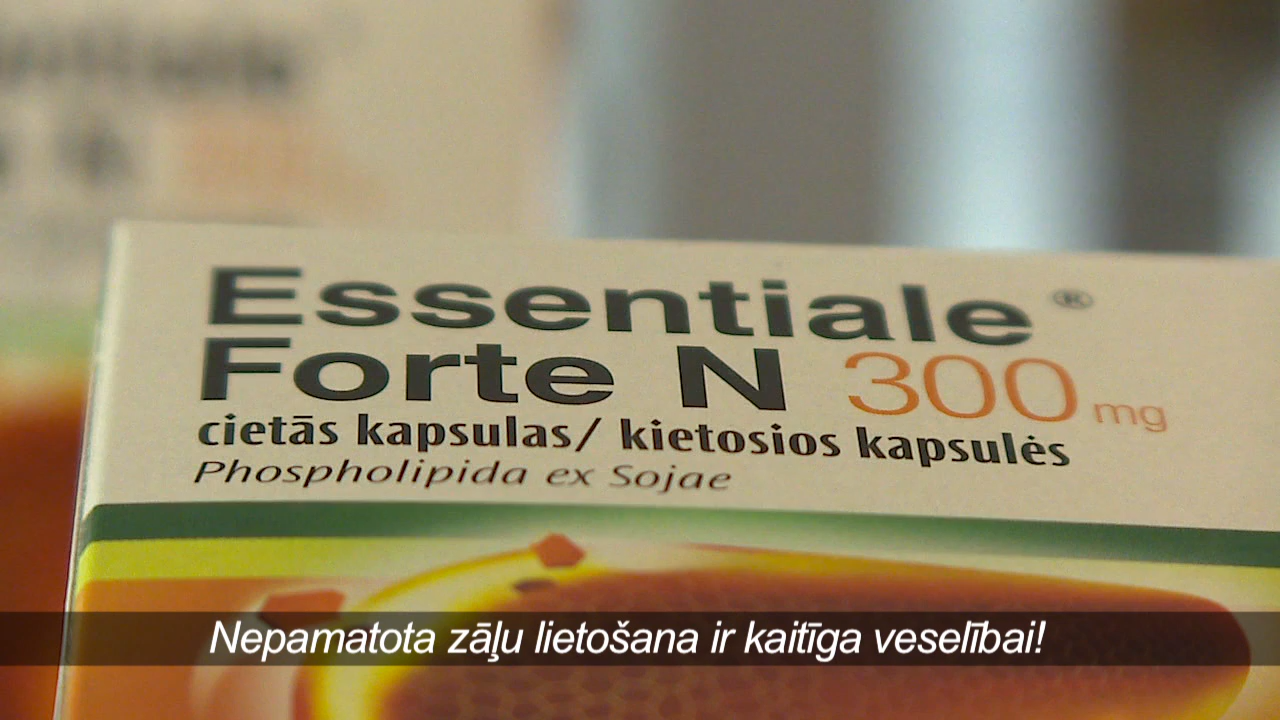 Essentiale ®
Forte N 300 mg
cietās kapsulas/ kietosios kapsulės
Phospholipida ex Sojae
Nepamatota zāļu lietošana ir kaitīga veselībai!